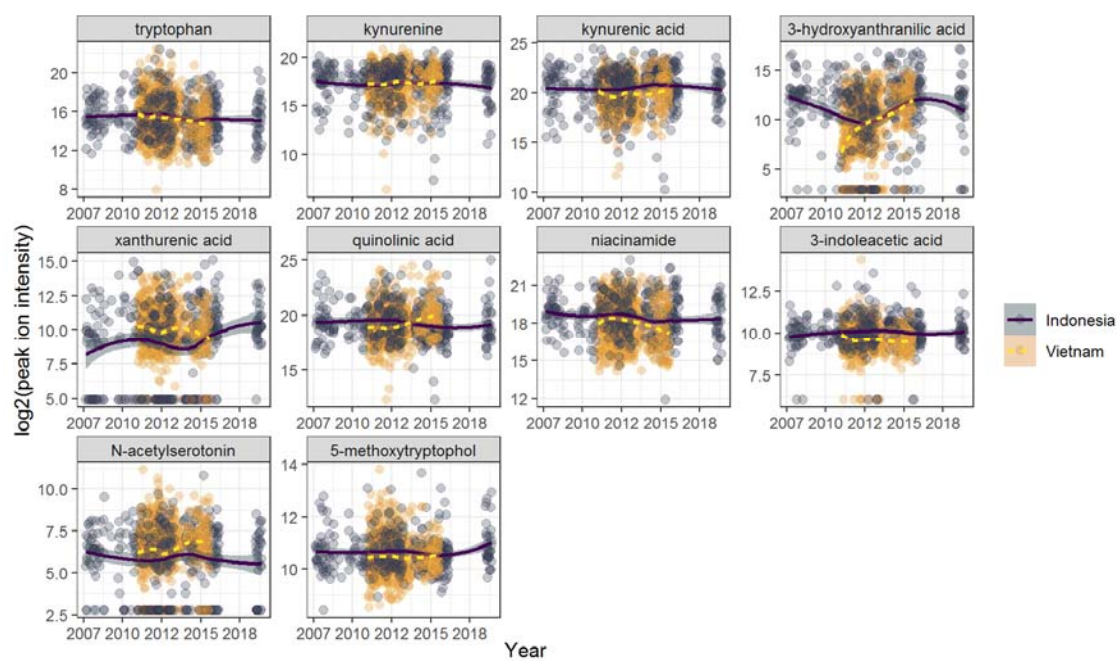 tryptophan
kynurenine
kynurenic acid
3-hydroxyanthranilic acid
20
16
12
8
20
15
10
25
20
15
10
15
10
5
2007 2010 2012 2015 2018
2007 2010 2012 2015 2018
2007 2010 2012 2015 2018
2007 2010 2012 2015 2018
xanthurenic acid
quinolinic acid
niacinamide
3-indoleacetic acid
15.0
12.5
10.0
7.5
5.0
25
20
15
21
18
15
12
12.5
10.0
7.5
2007 2010 2012 2015 2018
2007 2010 2012 2015 2018
2007 2010 2012 2015 2018
2007 2010 2012 2015 2018
N-acetylserotonin
5-methoxytryptophol
10.0
7.5
5.0
2.5
14
12
10
2007 2010 2012 2015 2018
2007 2010 2012 2015 2018
log2(peak ion intensity)
Year
Indonesia
Vietnam